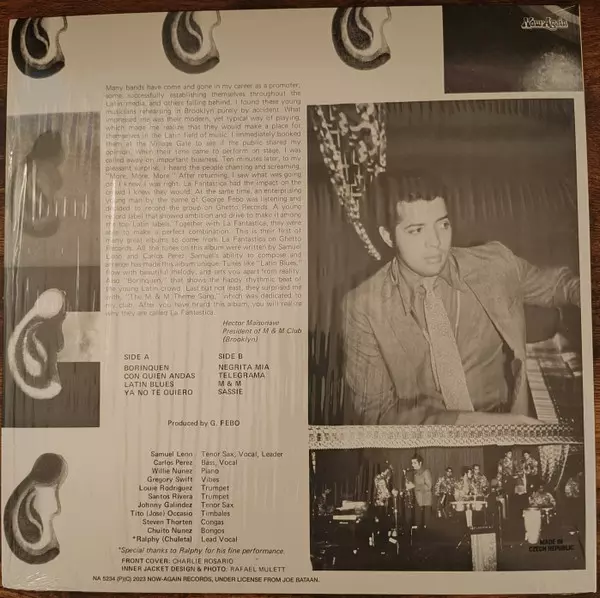 Now-Again
Many bands have come and gone in my career as a promoter;
some successfully establishing themselves throughout the
Latin media, and others falling behind. I found these young
musicians rehearsing in Brooklyn purely by accident. What
impressed me was their modern, yet typical way of playing,
which made me realize that they would make a place for
themselves in the Latin field of music. I immediately booked
them at the Village Gate to see if the public shared my
opinion. When their time came to perform on stage, I was
called away on important business. Ten minutes later, to my
pleasant surprise, I heard the people chanting and screaming,
"More, More, More." After returning, I saw what was going
on. I knew I was right. La Fantastica had the impact on the
crowd I knew they would. At the same time, an enterprising
young man by the name of George Febo was listening and
decided to record the group on Ghetto Records. A young
record label that showed ambition and drive to make it among
the top Latin labels. Together with La Fantastica, they were
able to make a perfect combination. This is their first of
many great albums to come from La Fantastica on Ghetto
Records. All the tunes on this album were written by Samuel
Lenn and Carlos Perez. Samuel's ability to compose and
arrange has made this album unique. Tunes like "Latin Blues,"
flow with beautiful melody, and sets you apart from reality.
Also "Borinquen," that shows the happy rhythmic beat of
the young Latin crowd. Last but not least, they surprised me
with, "The M & M Theme Song," which was dedicated to
my club. After you have heard this album, you will realize
why they are called La Fantastica.
Hector Maisonave
President of M & M Club
(Brooklyn)
SIDE A
BORINQUEN
CON QUIEN ANDAS
LATIN BLUES
YA NO TE QUIERO
SIDE B
NEGRITA MIA
TELEGRAMA
M & M
SASSIE
Produced by G. FEBO
Samuel Lenn Tenor Sax, Vocal, Leader
Carlos Perez Bass, Vocal
Willie Nunez Piano
Gregory Swift Vibes
Louie Rodriguez Trumpet
Santos Rivera Trumpet
Johnny Galindez Tenor Sax
Tito (Jose) Occasio Timbales
Steven Thorten Congas
Chuito Nunez Bongos
*Ralphy (Chuleta) Lead Vocal
*Special thanks to Ralphy for his fine performance.
FRONT COVER: CHARLIE ROSARIO
INNER JACKET DESIGN & PHOTO: RAFAEL MULETT
NA 5234 (P)(C) 2023 NOW-AGAIN RECORDS, UNDER LICENSE FROM JOE BATAAN.
MADE IN
CZECH REPUBLIC